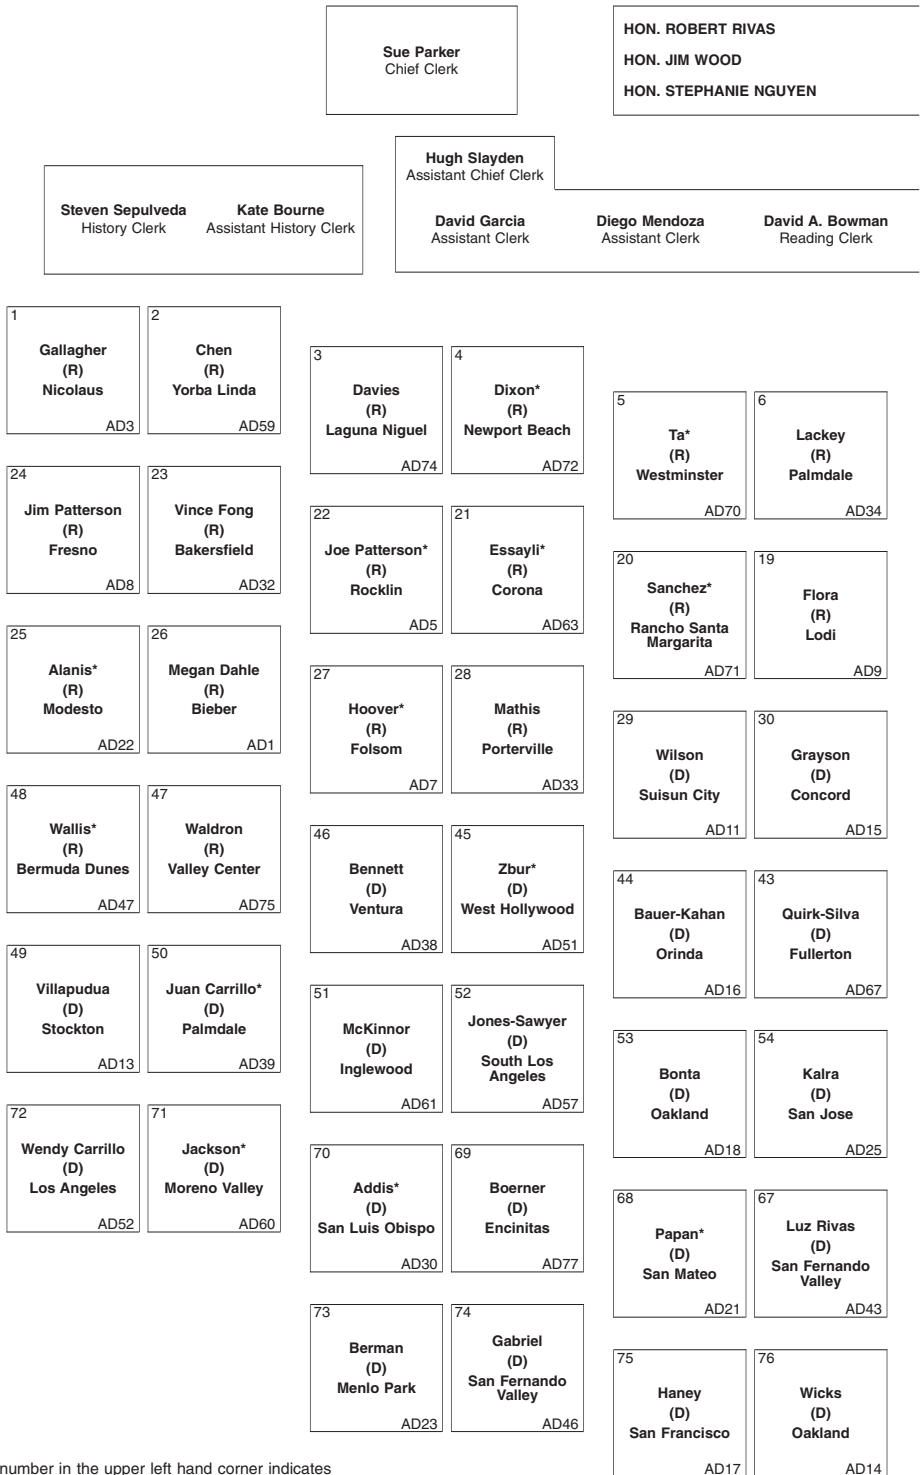 Sue Parker
Chief Clerk
HON. ROBERT RIVAS
HON. JIM WOOD
HON. STEPHANIE NGUYEN
Hugh Slayden
Assistant Chief Clerk
Steven Sepulveda
History Clerk
Kate Bourne
Assistant History Clerk
David Garcia
Assistant Clerk
Diego Mendoza
Assistant Clerk
David A. Bowman
Reading Clerk
1
Gallagher
(R)
Nicolaus
AD3
2
Chen
(R)
Yorba Linda
AD59
3
Davies
(R)
Laguna Niguel
AD74
4
Dixon*
(R)
Newport Beach
AD72
5
Ta*
(R)
Westminster
AD70
6
Lackey
(R)
Palmdale
AD34
24
Jim Patterson
(R)
Fresno
AD8
23
Vince Fong
(R)
Bakersfield
AD32
22
Joe Patterson*
(R)
Rocklin
AD5
21
Essayli*
(R)
Corona
AD63
20
Sanchez*
(R)
Rancho Santa
Margarita
AD71
19
Flora
(R)
Lodi
AD9
25
Alanis*
(R)
Modesto
AD22
26
Megan Dahle
(R)
Bieber
AD1
27
Hoover*
(R)
Folsom
AD7
28
Mathis
(R)
Porterville
AD33
29
Wilson
(D)
Suisun City
AD11
30
Grayson
(D)
Concord
AD15
48
Wallis*
(R)
Bermuda Dunes
AD47
47
Waldron
(R)
Valley Center
AD75
46
Bennett
(D)
Ventura
AD38
45
Zbur*
(D)
West Hollywood
AD51
44
Bauer-Kahan
(D)
Orinda
AD16
43
Quirk-Silva
(D)
Fullerton
AD67
49
Villapudua
(D)
Stockton
AD13
50
Juan Carrillo*
(D)
Palmdale
AD39
51
McKinnor
(D)
Inglewood
AD61
52
Jones-Sawyer
(D)
South Los
Angeles
AD57
53
Bonta
(D)
Oakland
AD18
54
Kalra
(D)
San Jose
AD25
72
Wendy Carrillo
(D)
Los Angeles
AD52
71
Jackson*
(D)
Moreno Valley
AD60
70
Addis*
(D)
San Luis Obispo
AD30
69
Boerner
(D)
Encinitas
AD77
68
Papan*
(D)
San Mateo
AD21
67
Luz Rivas
(D)
San Fernando
Valley
AD43
73
Berman
(D)
Menlo Park
AD23
74
Gabriel
(D)
San Fernando
Valley
AD46
75
Haney
(D)
San Francisco
AD17
76
Wicks
(D)
Oakland
AD14
number in the upper left hand corner indicates